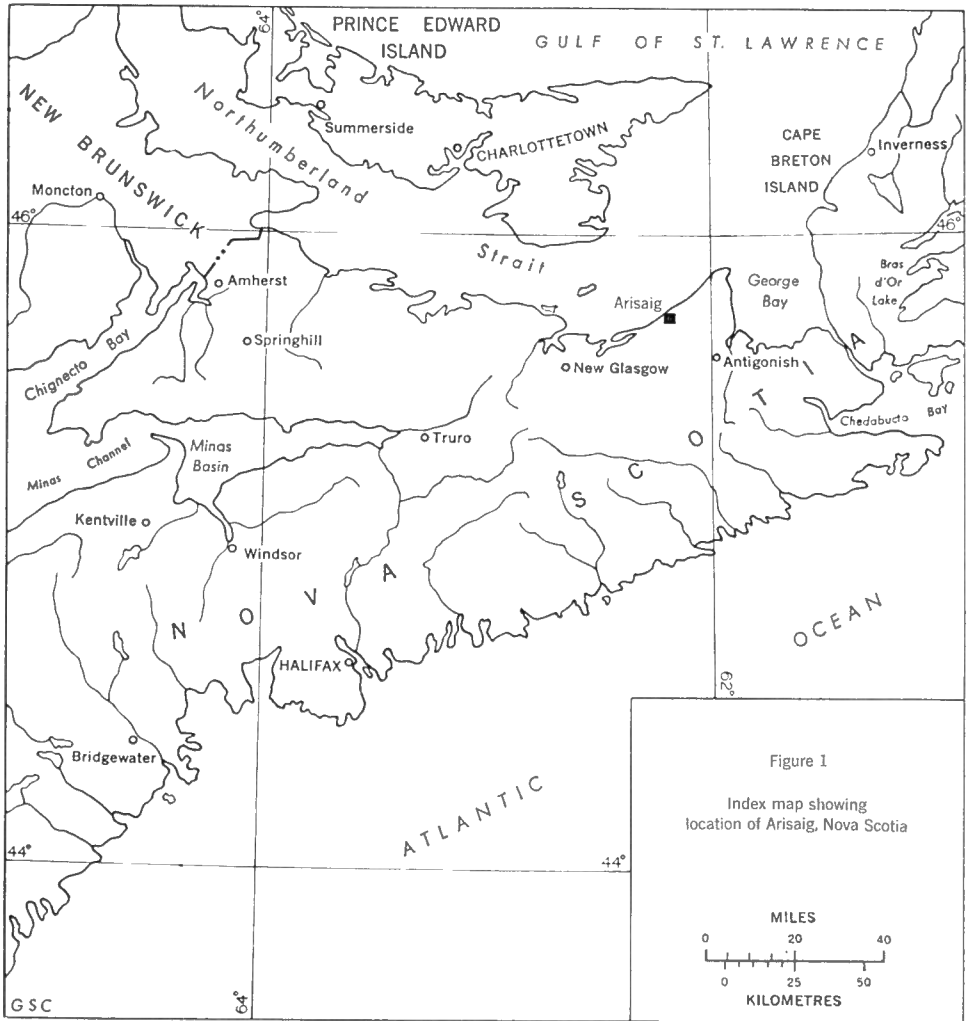 64°
PRINCE EDWARD
ISLAND
GULF OF ST. LAWRENCE
NEW BRUNSWICK
Northumberland
Strait
Summerside
CHARLOTTETOWN
CAPE
BRETON
ISLAND
Inverness
Moncton
46°
46°
Bras
d'Or
Lake
Amherst
George
Bay
Arisaig
Springhill
Chignecto Bay
New Glasgow
Antigonish
Chedabucto Bay
Truro
Minas Channel
Minas
Basin
Kentville
Windsor
NOVA SCOTIA
HALIFAX
ATLANTIC OCEAN
62°
Bridgewater
44°
44°
Figure 1
Index map showing
location of Arisaig, Nova Scotia
MILES
0 20 40
0 25 50
KILOMETRES
GSC
64°